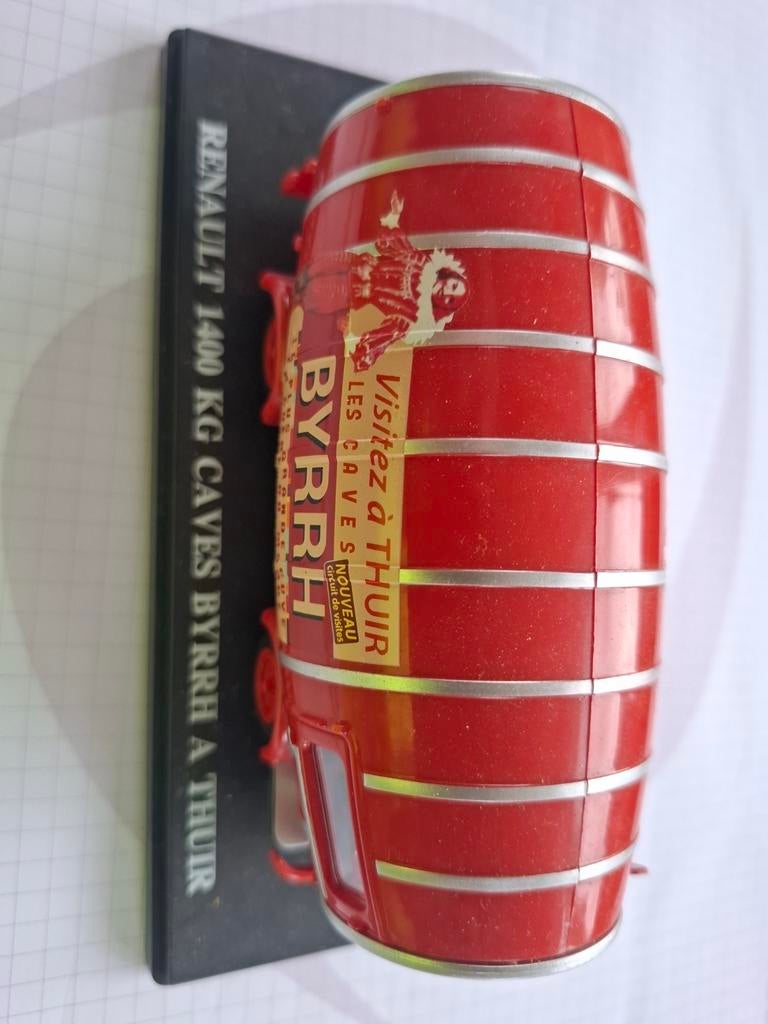 Visitez à THUIR
LES CAVES
NOUVEAU
circuit de visites
BYRRH
RENAULT 1400 KG CAVES BYRRH A THUIR